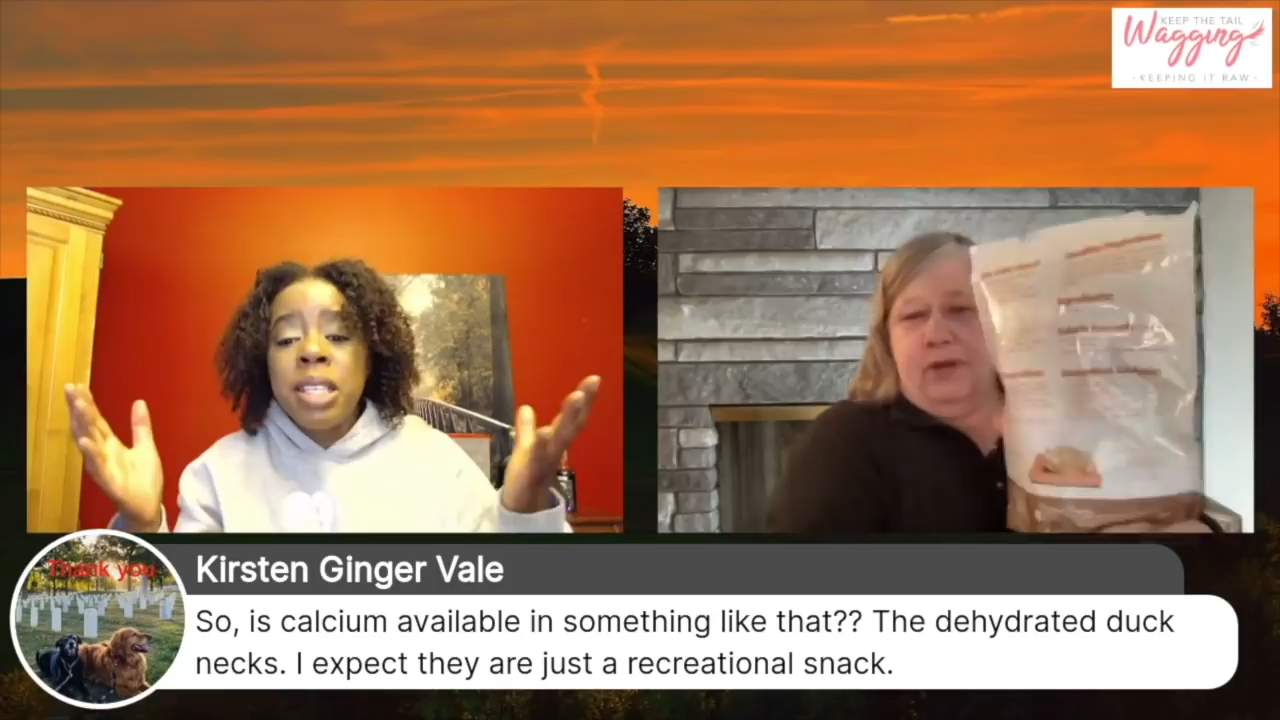 KEEP THE TAIL
Wagging
- KEEPING IT RAW -
Thank you
Kirsten Ginger Vale
So, is calcium available in something like that?? The dehydrated duck
necks. I expect they are just a recreational snack.